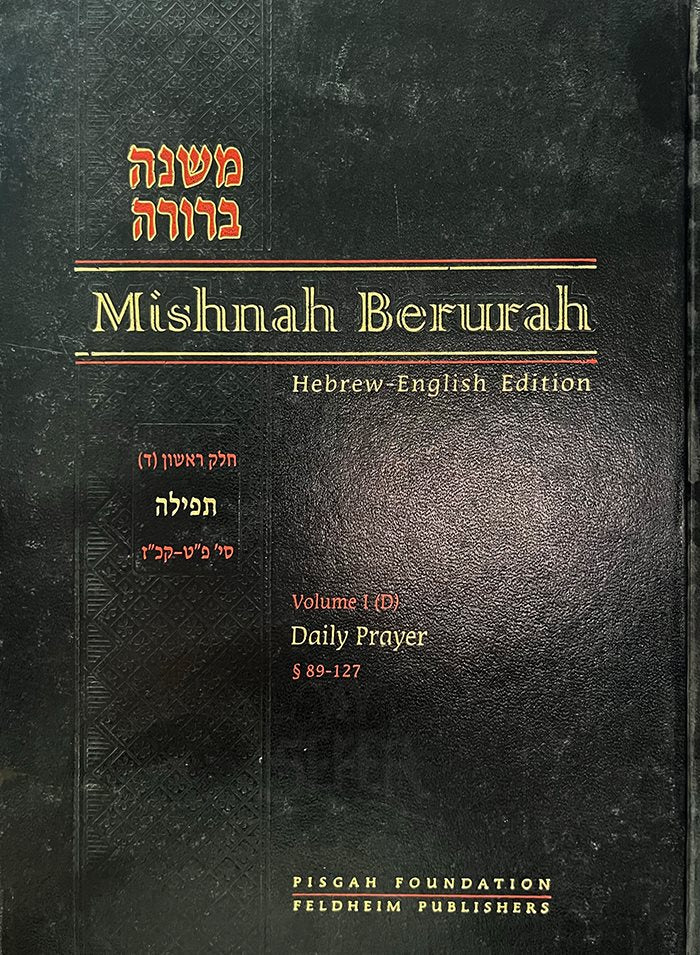 משנה
ברורה
Mishnah Berurah
Hebrew-English Edition
חלק ראשון (ד)
תפילה
סי' פ"ט-קכ"ז
Volume 1 (D)
Daily Prayer
§ 89-127
PISGAH FOUNDATION
FELDHEIM PUBLISHERS